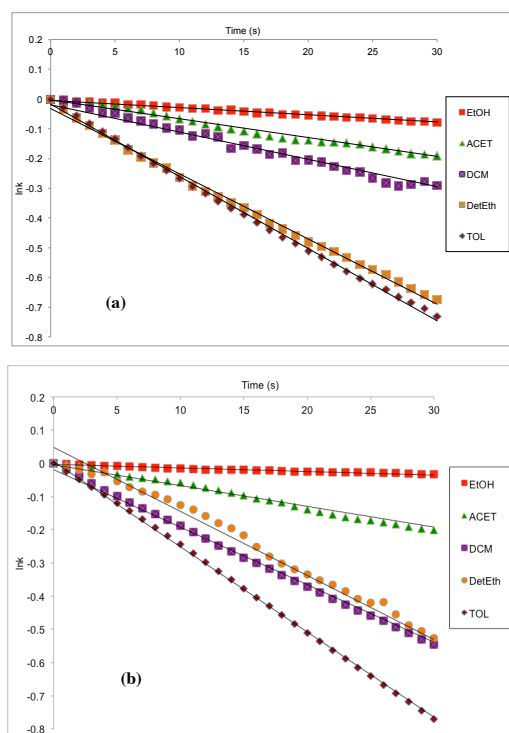 Time (s)
0.2
0.1
0 5 10 15 20 25 30
0
-0.1
-0.2
-0.3
-0.4
-0.5
-0.6
-0.7
-0.8
lnk
(a)
EtOH
ACET
DCM
DetEth
TOL
Time (s)
0.2
0.1
0 5 10 15 20 25 30
0
-0.1
-0.2
-0.3
-0.4
-0.5
-0.6
-0.7
-0.8
lnk
(b)
EtOH
ACET
DCM
DetEth
TOL